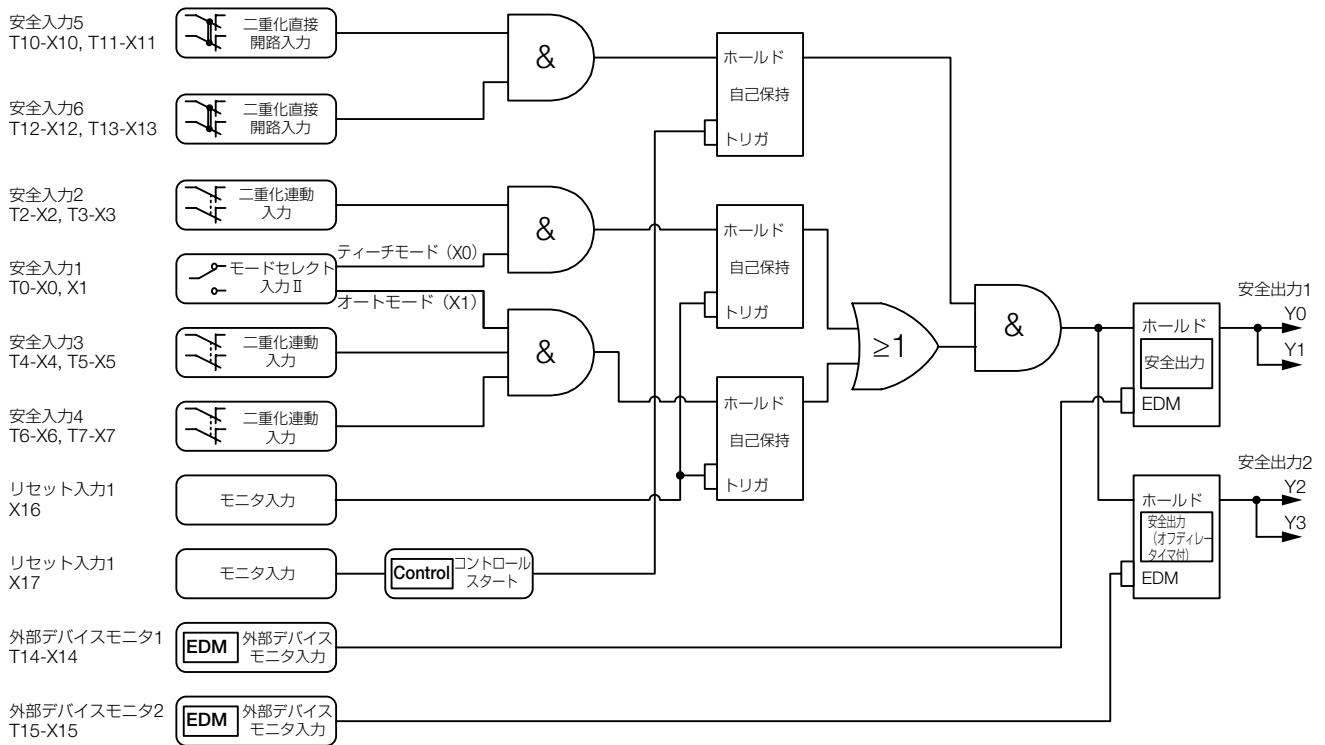 安全入力5
T10-X10, T11-X11
二重化直接
開路入力
&
ホールド
自己保持
トリガ
安全入力6
T12-X12, T13-X13
二重化直接
開路入力
安全入力2
T2-X2, T3-X3
二重化連動
入力
&
ホールド
自己保持
トリガ
安全入力1
T0-X0, X1
モードセレクト
入力Ⅱ
ティーチモード（X0）
オートモード（X1）
安全入力3
T4-X4, T5-X5
二重化連動
入力
&
≥1
&
安全入力4
T6-X6, T7-X7
二重化連動
入力
ホールド
自己保持
トリガ
ホールド
安全出力
EDM
安全出力1
Y0
Y1
リセット入力1
X16
モニタ入力
ホールド
安全出力
（オフディレー
タイマ付）
EDM
安全出力2
Y2
Y3
リセット入力1
X17
モニタ入力
Control
コントロール
スタート
外部デバイスモニタ1
T14-X14
EDM
外部デバイス
モニタ入力
外部デバイスモニタ2
T15-X15
EDM
外部デバイス
モニタ入力